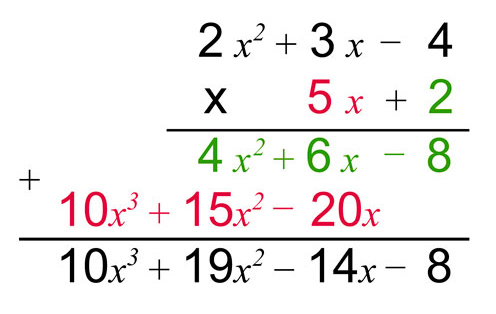 2x² + 3x − 4
x 5x + 2
4x² + 6x − 8
+
10x³ + 15x² − 20x
10x³ + 19x² − 14x − 8